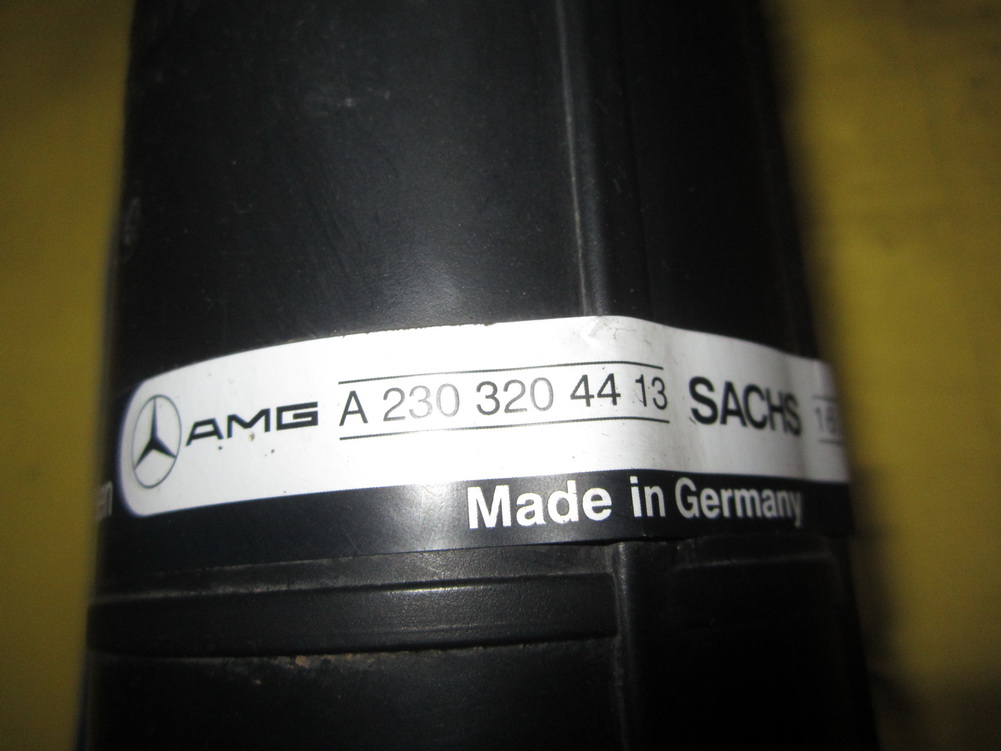 AMG A 230 320 44 13 SACHS
Made in Germany